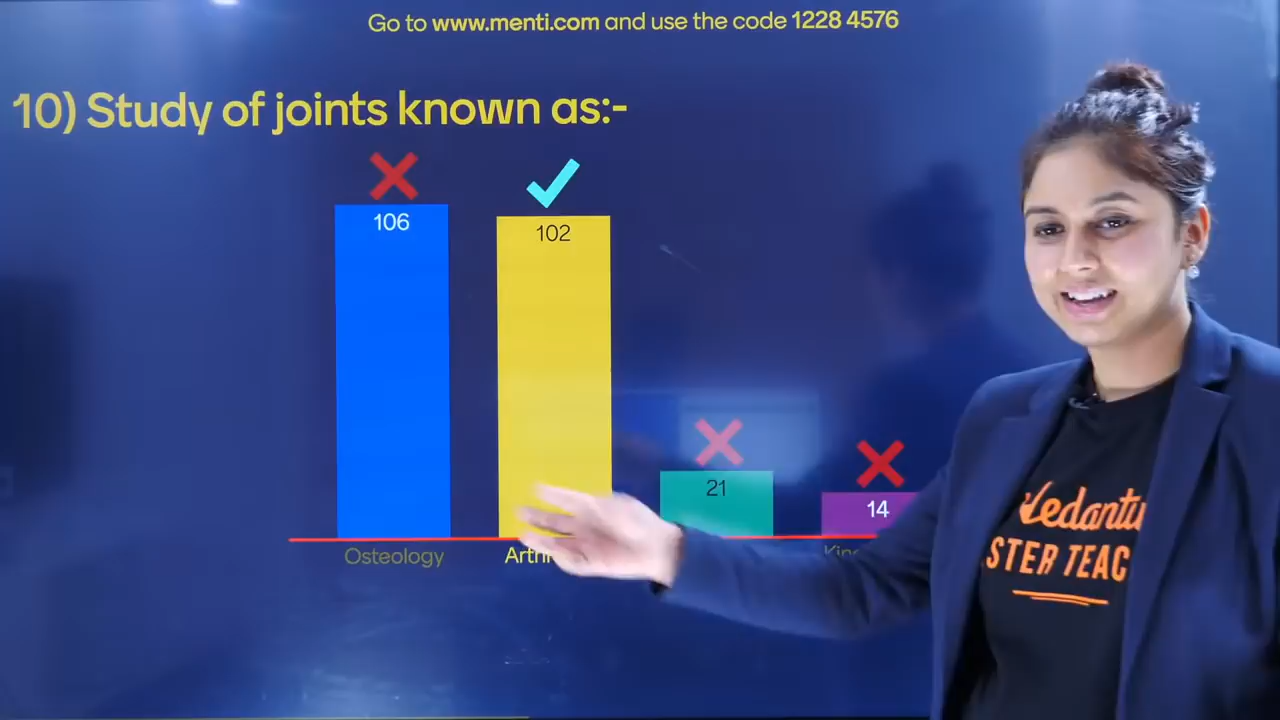 Go to www.menti.com and use the code 1228 4576
10) Study of joints known as:-
106
102
21
14
Osteology
Vedantu
STER TEAC